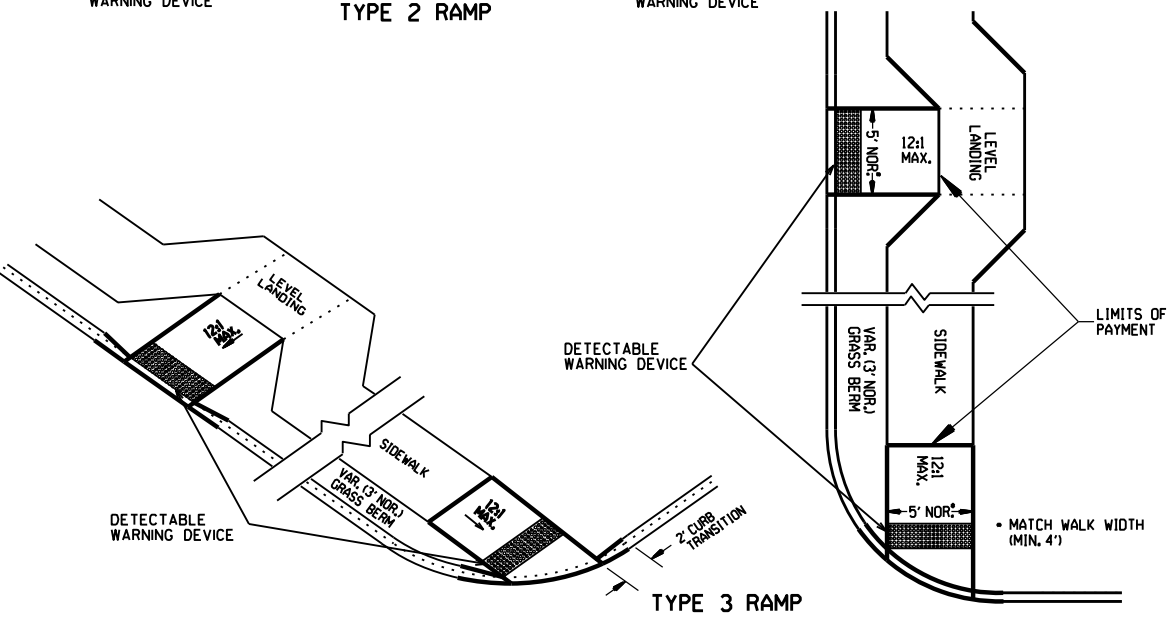 WARNING DEVICE
TYPE 2 RAMP
WARNING DEVICE
5' NOR.*
12:1
MAX.
LEVEL
LANDING
LEVEL
LANDING
12:1
MAX.
LIMITS OF
PAYMENT
DETECTABLE
WARNING DEVICE
VAR. (3' NOR.)
GRASS BERM
SIDEWALK
SIDEWALK
VAR. (3' NOR.)
GRASS BERM
12:1
MAX.
12:1
MAX.
5' NOR.*
DETECTABLE
WARNING DEVICE
2' CURB
TRANSITION
* MATCH WALK WIDTH
(MIN. 4')
TYPE 3 RAMP